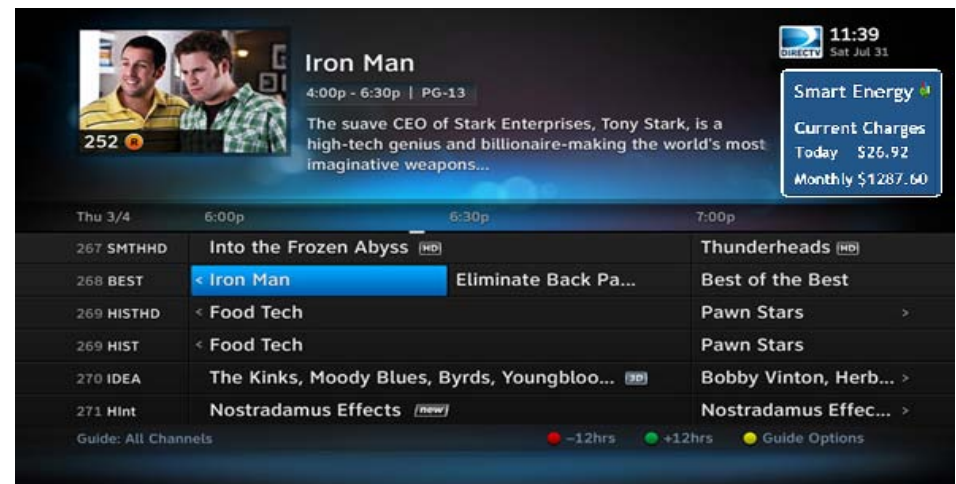 Iron Man
4:00p - 6:30p | PG-13
The suave CEO of Stark Enterprises, Tony Stark, is a
high-tech genius and billionaire-making the world's most
imaginative weapons...
252 R
DIRECTV
11:39
Sat Jul 31
Smart Energy
Current Charges
Today $26.92
Monthly $1287.60
Thu 3/4 6:00p 6:30p 7:00p
267 SMTHHD Into the Frozen Abyss HD Thunderheads HD
268 BEST < Iron Man Eliminate Back Pa... Best of the Best
269 HISTHD < Food Tech Pawn Stars >
269 HIST < Food Tech Pawn Stars
270 IDEA The Kinks, Moody Blues, Byrds, Youngbloo... 3D Bobby Vinton, Herb... >
271 HInt Nostradamus Effects new Nostradamus Effec... >
Guide: All Channels -12hrs +12hrs Guide Options